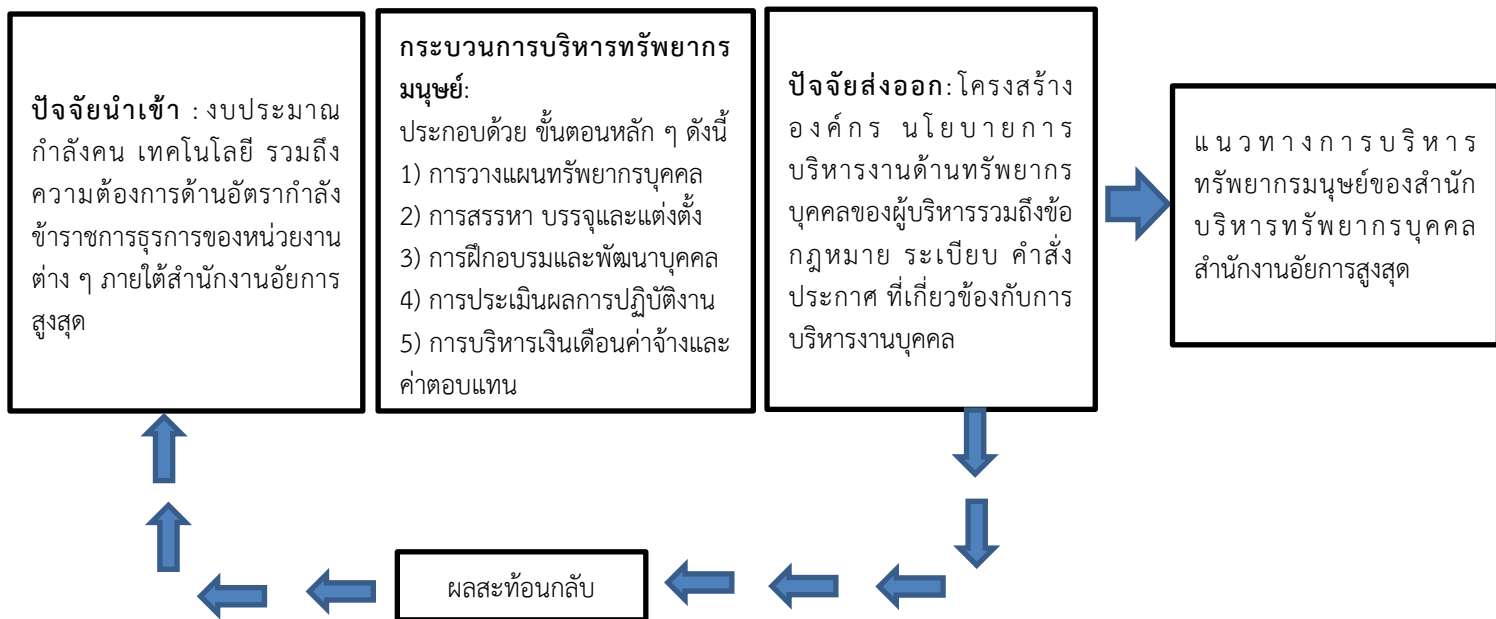 ปัจจัยนำเข้า : งบประมาณ
กำลังคน เทคโนโลยี รวมถึง
ความต้องการด้านอัตรากำลัง
ข้าราชการธุรการของหน่วยงาน
ต่าง ๆ ภายใต้สำนักงานอัยการ
สูงสุด
กระบวนการบริหารทรัพยากร
มนุษย์:
ประกอบด้วย ขั้นตอนหลัก ๆ ดังนี้
1) การวางแผนทรัพยากรบุคคล
2) การสรรหา บรรจุและแต่งตั้ง
3) การฝึกอบรมและพัฒนาบุคคล
4) การประเมินผลการปฏิบัติงาน
5) การบริหารเงินเดือนค่าจ้างและ
ค่าตอบแทน
ปัจจัยส่งออก: โครงสร้าง
องค์กร นโยบายการ
บริหารงานด้านทรัพยากร
บุคคลของผู้บริหารรวมถึงข้อ
กฎหมาย ระเบียบ คำสั่ง
ประกาศ ที่เกี่ยวข้องกับการ
บริหารงานบุคคล
แนวทางการบริหาร
ทรัพยากรมนุษย์ของสำนัก
บริหารทรัพยากรบุคคล
สำนักงานอัยการสูงสุด
ผลสะท้อนกลับ